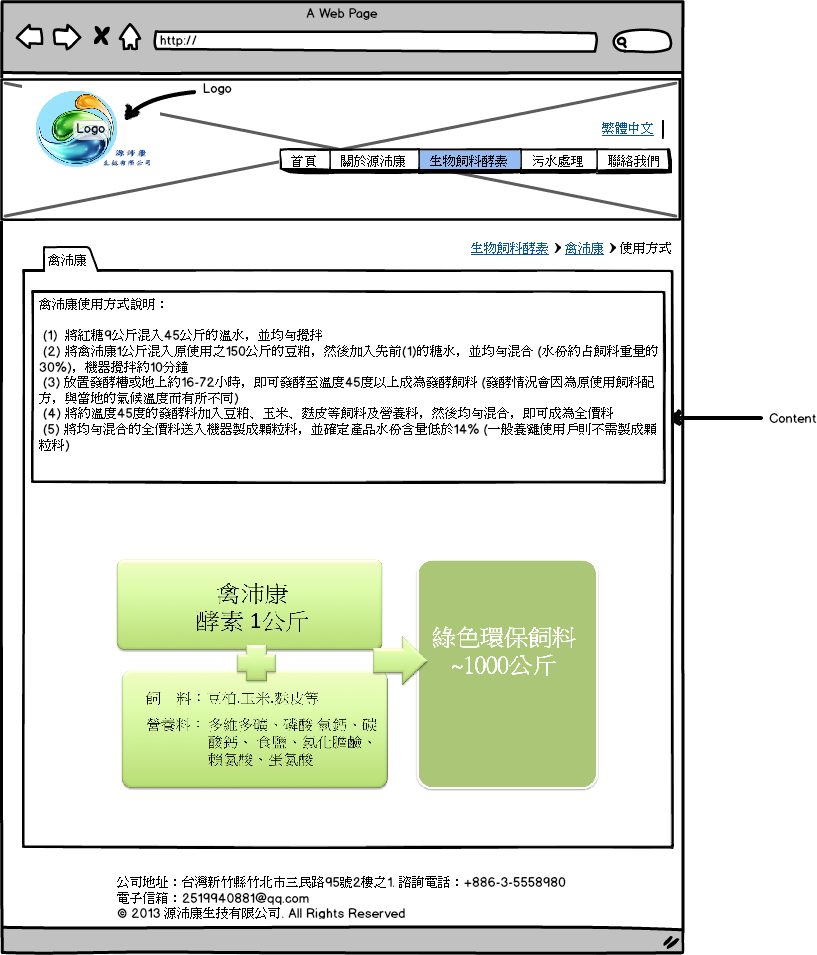 A Web Page
http://
Logo
Logo
源沛康
生技有限公司
繁體中文
首頁
關於源沛康
生物飼料酵素
污水處理
聯絡我們
生物飼料酵素 > 禽沛康 > 使用方式
禽沛康
禽沛康使用方式說明：
(1) 將紅糖9公斤混入45公斤的溫水，並均勻攪拌
(2) 將禽沛康1公斤混入原使用之150公斤的豆粕，然後加入先前(1)的糖水，並均勻混合 (水份約占飼料重量的
30%)，機器攪拌約10分鐘
(3) 放置發酵槽或地上約16-72小時，即可發酵至溫度45度以上成為發酵飼料 (發酵情況會因為原使用飼料配
方，與當地的氣候溫度而有所不同)
(4) 將約溫度45度的發酵料加入豆粕、玉米、麩皮等飼料及營養料，然後均勻混合，即可成為全價料
(5) 將均勻混合的全價料送入機器製成顆粒料，並確定產品水份含量低於14% (一般養雞使用戶則不需製成顆
粒料)
Content
禽沛康
酵素 1公斤
綠色環保飼料
~1000公斤
飼　料：豆粕.玉米.麩皮等
營養料：多維多礦、磷酸氫鈣、碳
酸鈣、食鹽、氯化膽鹼、
賴氨酸、蛋氨酸
公司地址：台灣新竹縣竹北市三民路95號2樓之1. 諮詢電話：+886-3-5558980
電子信箱：2519940881@qq.com
© 2013 源沛康生技有限公司. All Rights Reserved